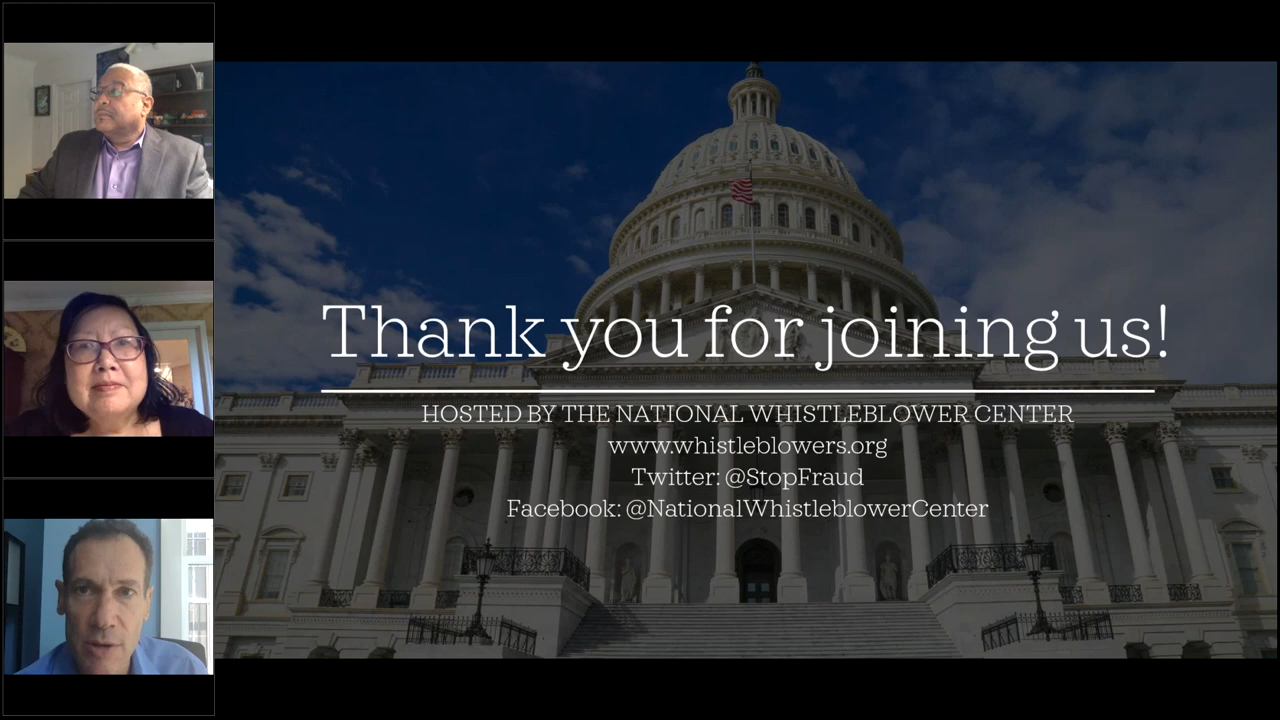 Thank you for joining us!
HOSTED BY THE NATIONAL WHISTLEBLOWER CENTER
www.whistleblowers.org
Twitter: @StopFraud
Facebook: @NationalWhistleblowerCenter